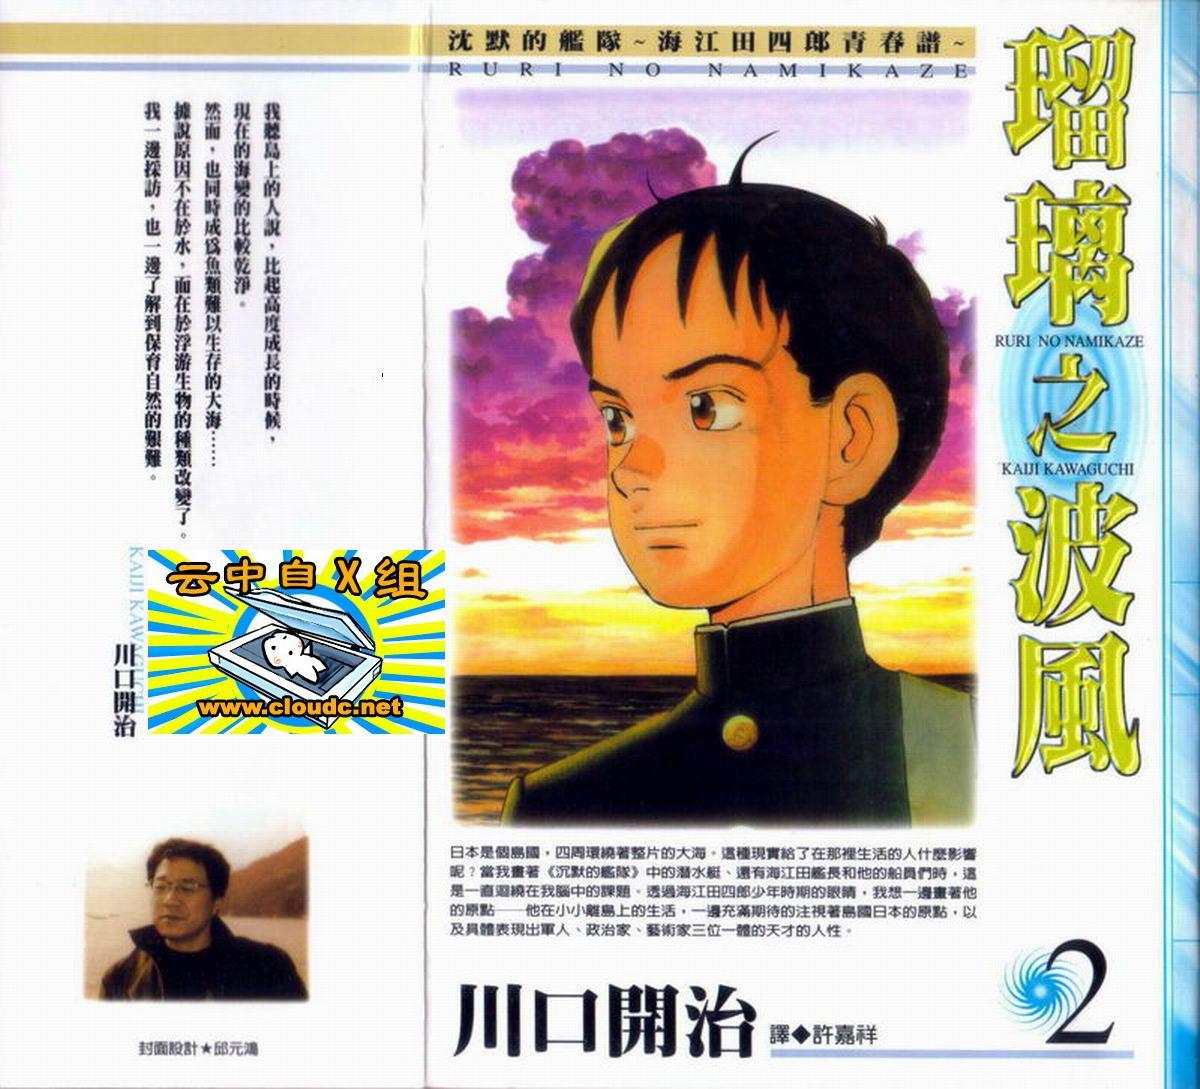 沈默的艦隊~海江田四郎青春譜~
RURI NO NAMIKAZE
瑠璃之波風
RURI NO NAMIKAZE
KAIJI KAWAGUCHI
日本是個島國，四周環繞著整片的大海。這種現實給了在那裡生活的人什麼影響
呢？當我畫著《沉默的艦隊》中的潛水艇、還有海江田艦長和他的船員們時，這
是一直迴繞在我腦中的課題。透過海江田四郎少年時期的眼睛，我想一邊畫著他
的原點——他在小小離島上的生活，一邊充滿期待的注視著島國日本的原點，以
及具體表現出軍人、政治家、藝術家三位一體的天才的人性。
川口開治
譯◆許嘉祥
2
我聽島上的人說，比起高度成長的時候，
現在的海變的比較乾淨。
然而，也同時成爲魚類難以生存的大海……
據說原因不在於水，而在於浮游生物的種類改變了。
我一邊採訪，也一邊了解到保育自然的艱難。
KAIJI KAWAGUCHI
川口開治
云中自X组
www.cloudc.net
封面設計★邱元鴻